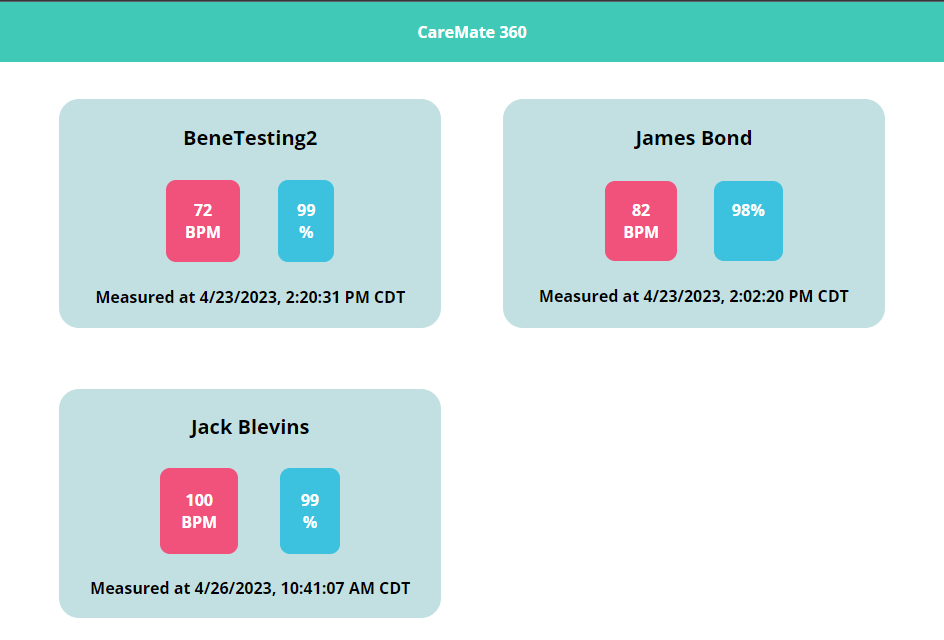 CareMate 360
BeneTesting2
72
BPM
99
%
Measured at 4/23/2023, 2:20:31 PM CDT
James Bond
82
BPM
98%
Measured at 4/23/2023, 2:02:20 PM CDT
Jack Blevins
100
BPM
99
%
Measured at 4/26/2023, 10:41:07 AM CDT